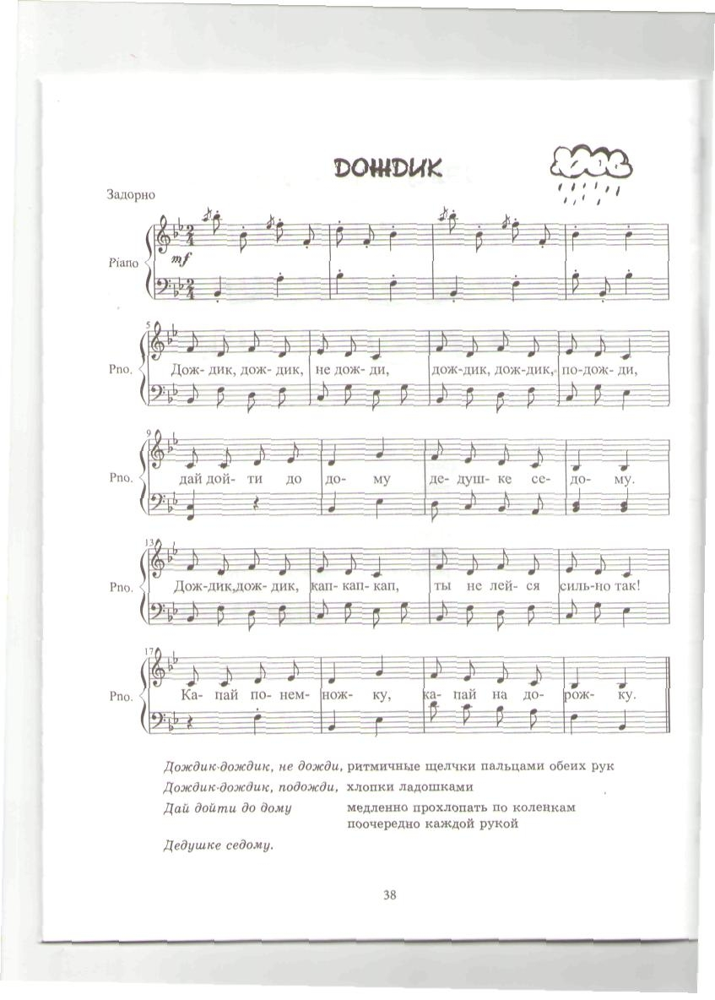 ДОЖДИК
Задорно
Piano
mf
2 4
2 4
5
Pno.
Дож- дик, дож- дик, не дож- ди, дож-дик, дож-дик, по-дож- ди,
9
Pno.
дай дой- ти до до- му де- душ- ке се- до- му.
13
Pno.
Дож-дик,дож- дик, кап- кап- кап, ты не лей- ся силь-но так!
17
Pno.
Ка- пай по- нем- нож- ку, ка- пай на до- рож- ку.
Дождик-дождик, не дожди, ритмичные щелчки пальцами обеих рук
Дождик-дождик, подожди, хлопки ладошками
Дай дойти до дому медленно прохлопать по коленкам
поочередно каждой рукой
Дедушке седому.
38